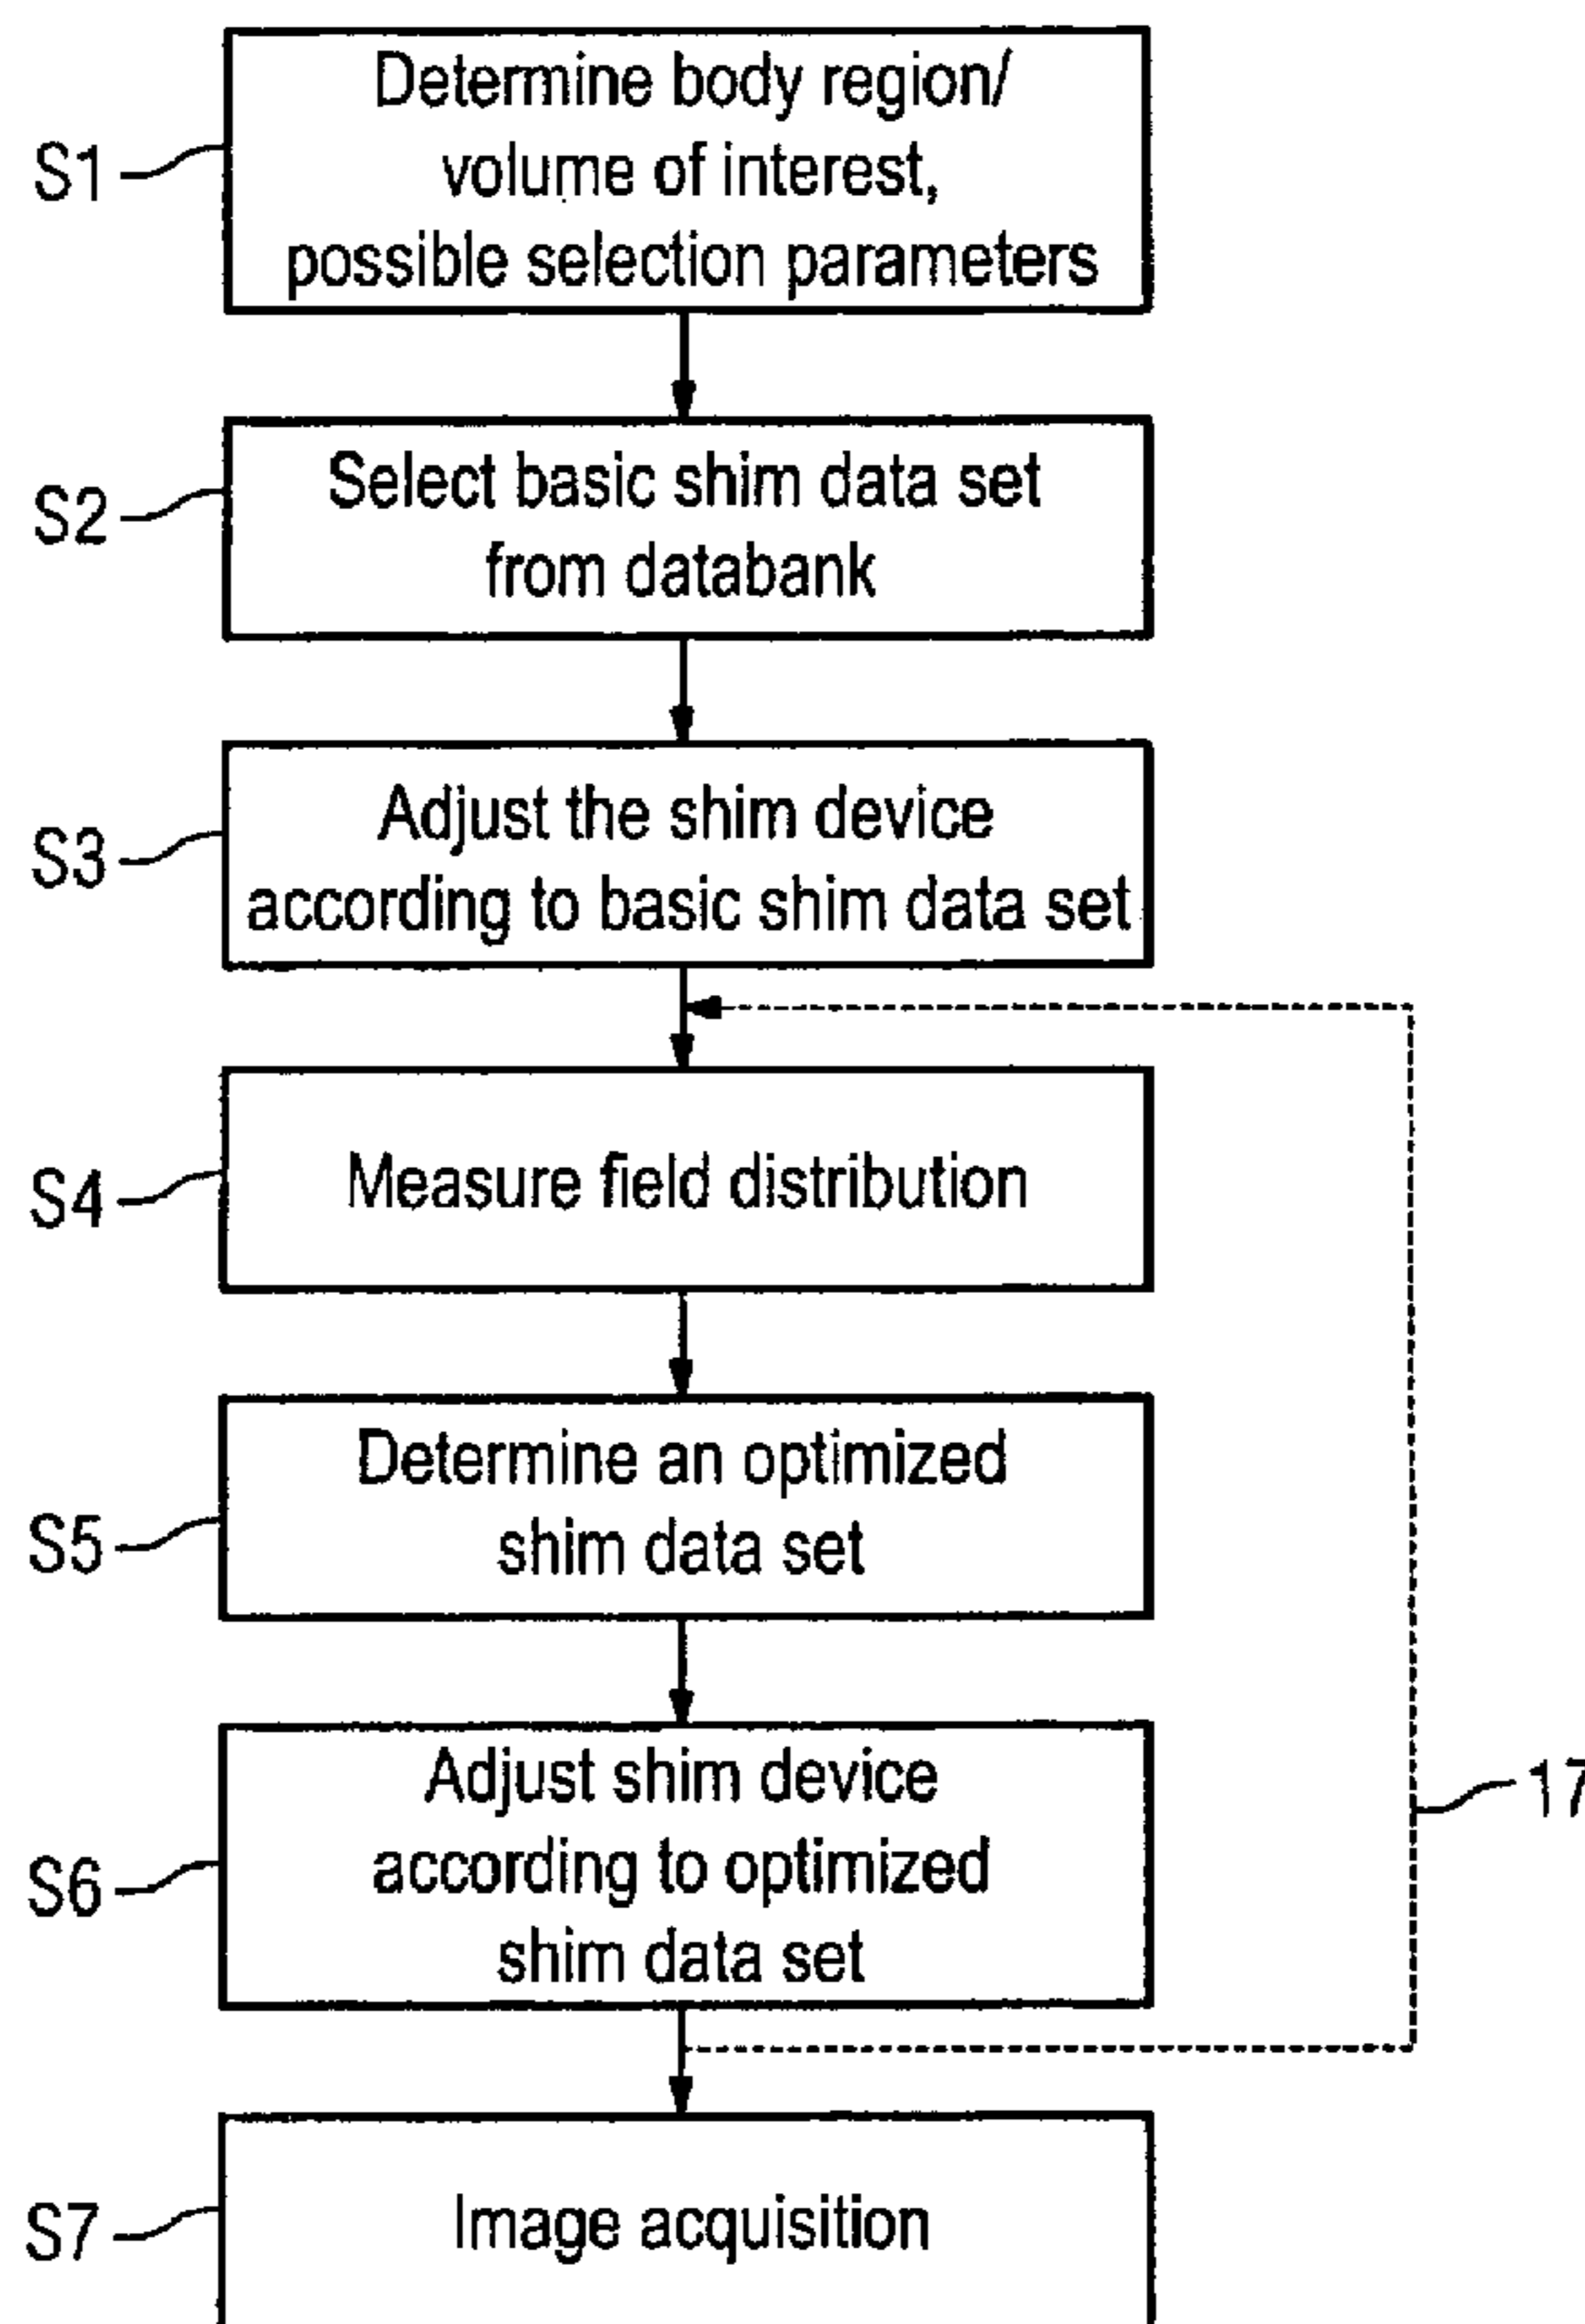 S1
Determine body region/
volume of interest,
possible selection parameters
S2
Select basic shim data set
from databank
S3
Adjust the shim device
according to basic shim data set
S4
Measure field distribution
S5
Determine an optimized
shim data set
S6
Adjust shim device
according to optimized
shim data set
17
S7
Image acquisition